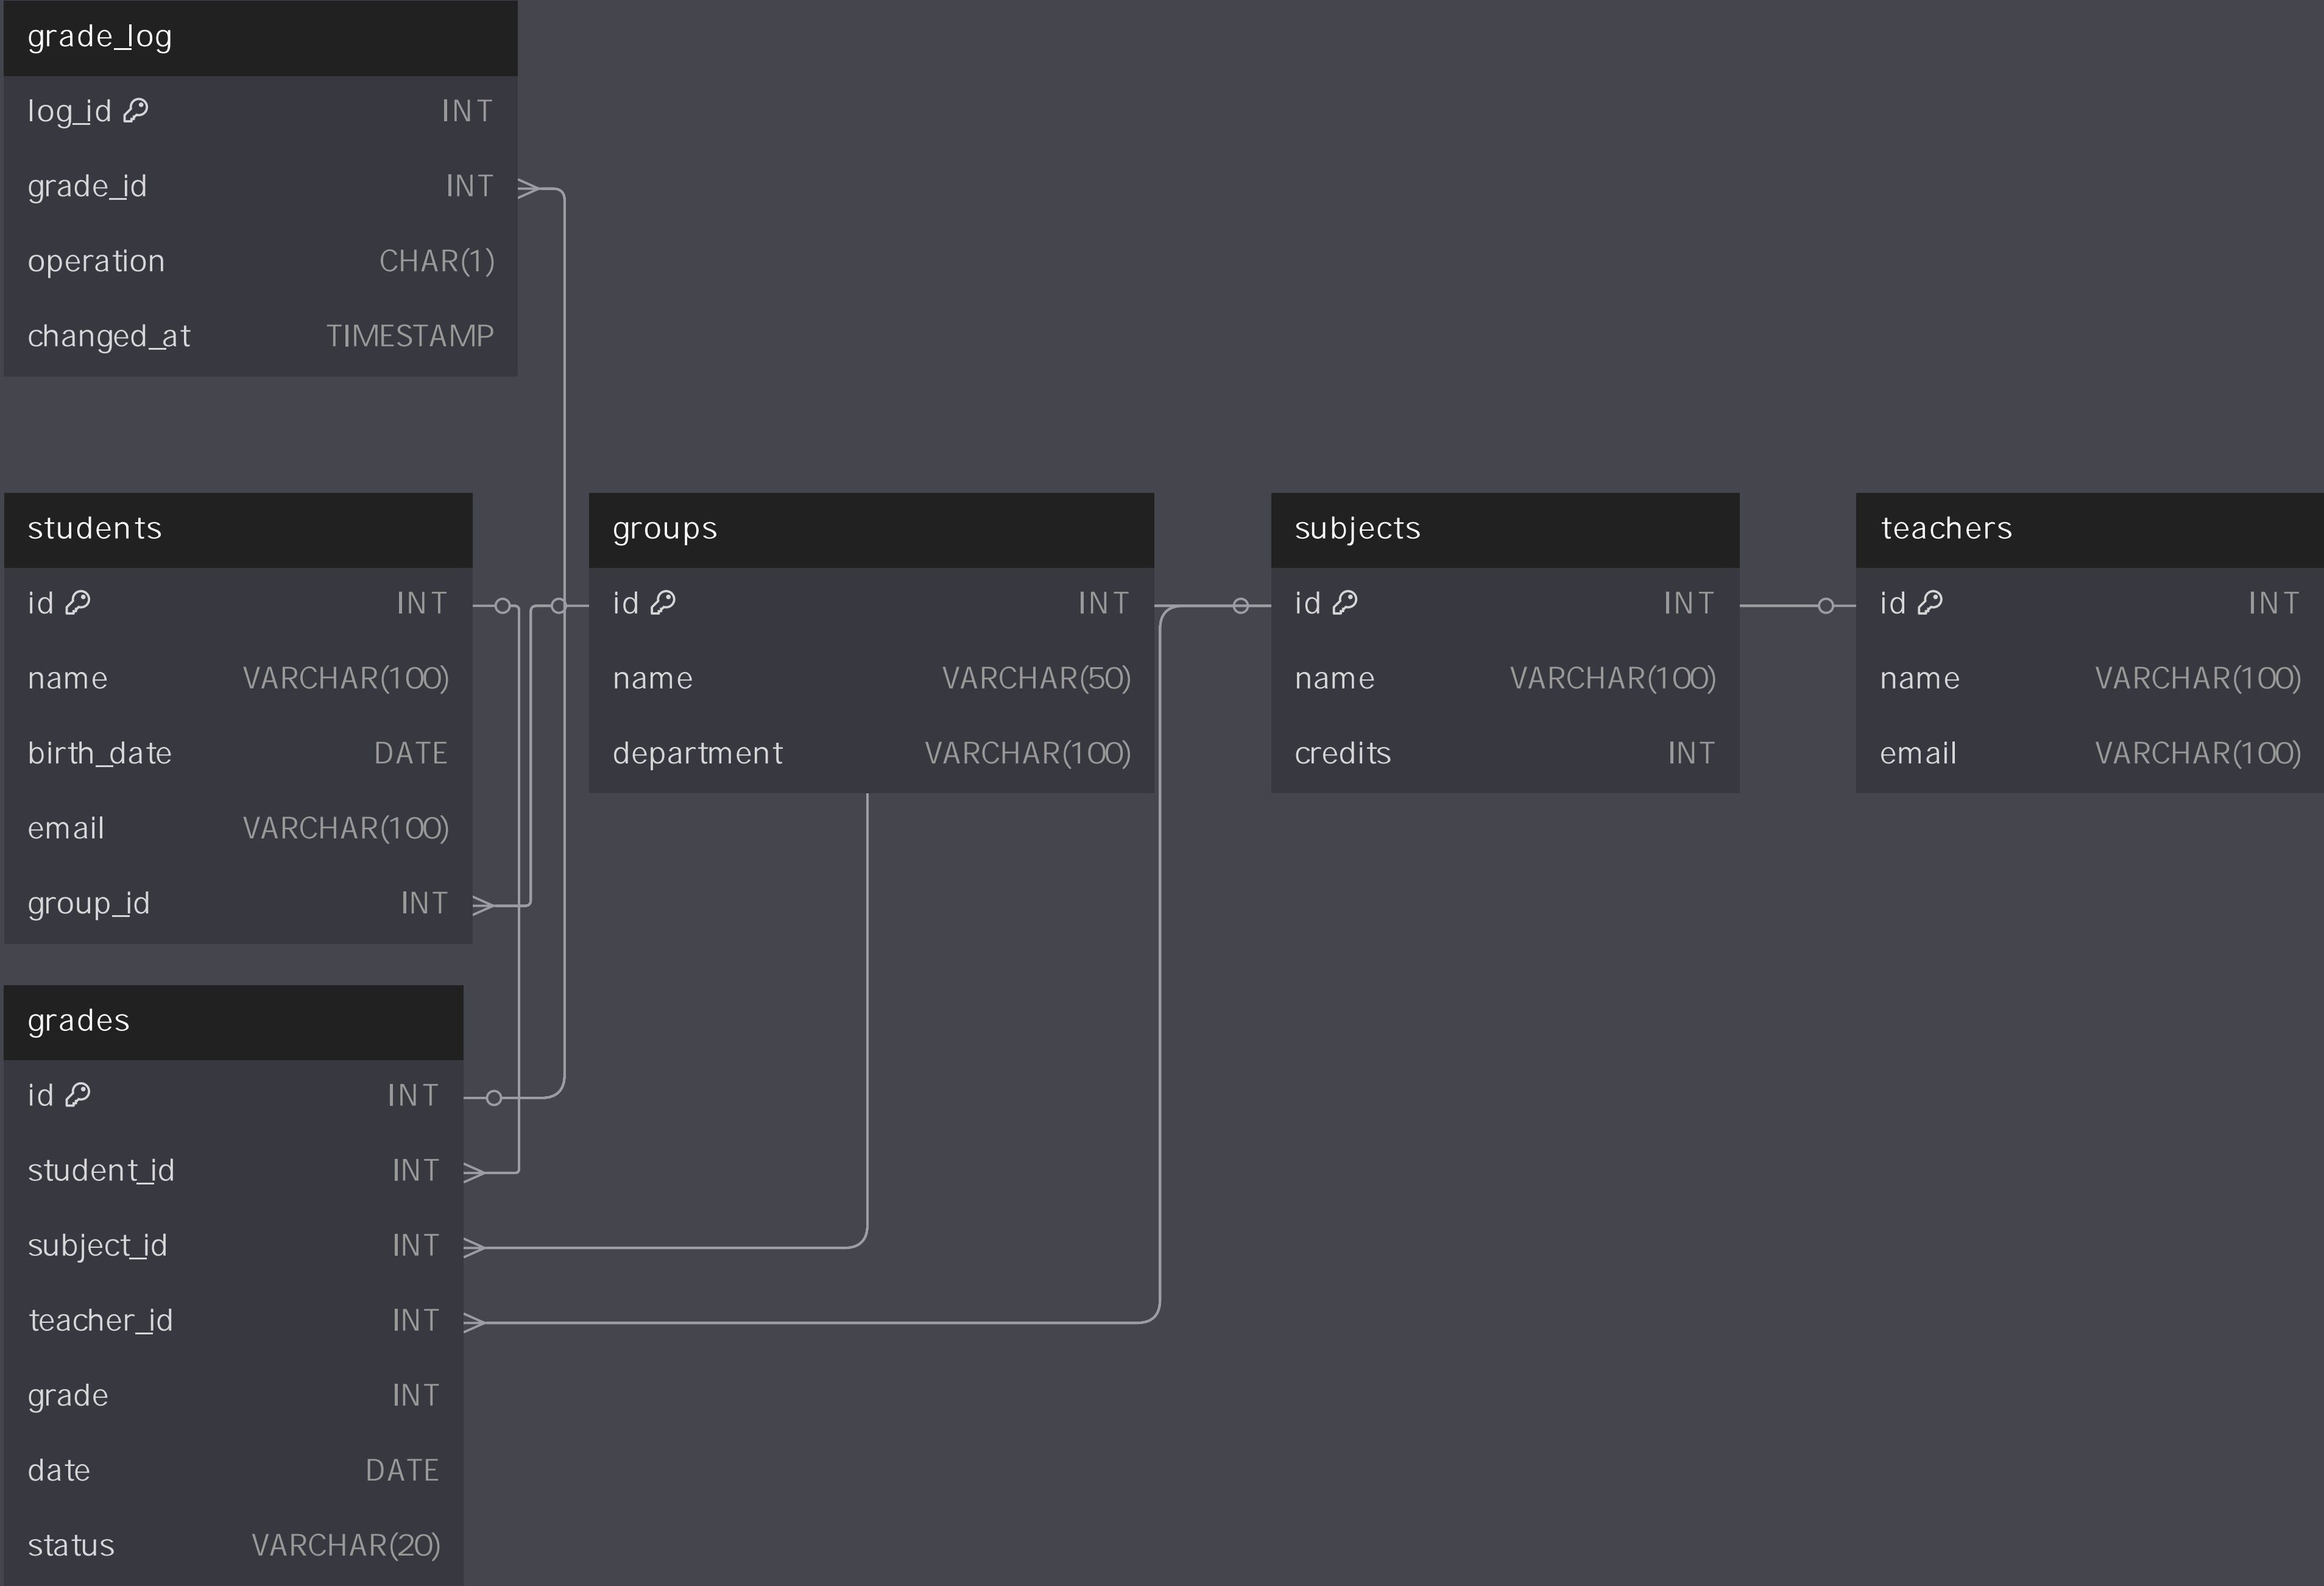 grade_log
log_id INT
grade_id INT
operation CHAR(1)
changed_at TIMESTAMP
students
id INT
name VARCHAR(100)
birth_date DATE
email VARCHAR(100)
group_id INT
groups
id INT
name VARCHAR(50)
department VARCHAR(100)
subjects
id INT
name VARCHAR(100)
credits INT
teachers
id INT
name VARCHAR(100)
email VARCHAR(100)
grades
id INT
student_id INT
subject_id INT
teacher_id INT
grade INT
date DATE
status VARCHAR(20)